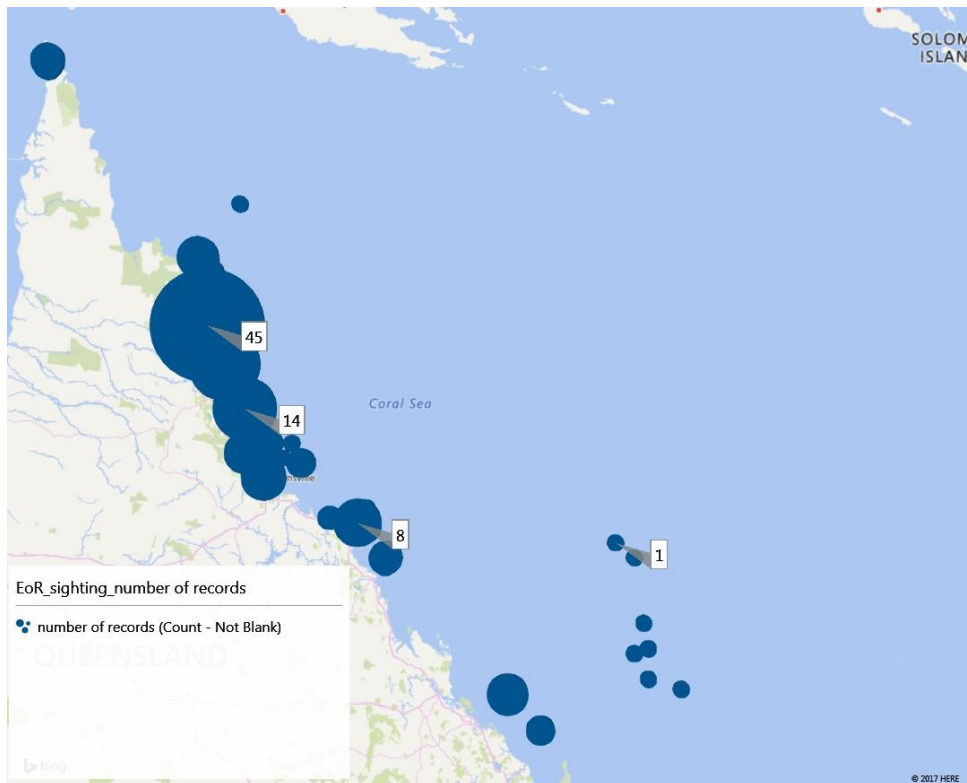 SOLOM
ISLAN
45
Coral Sea
14
nsville
8
1
EoR_sighting_number of records
number of records (Count - Not Blank)
QUEENSLAND
bing
© 2017 HERE